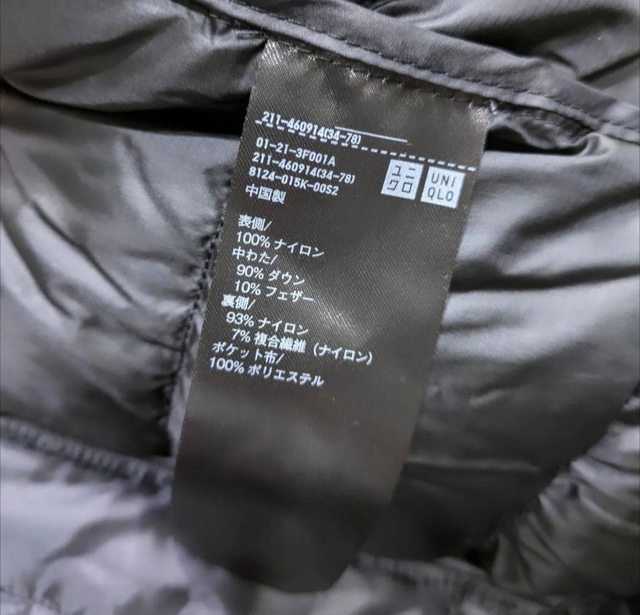 211-460914(34-78)
01-21-3F001A
211-460914(34-78)
8124-015K-00S2
中国製
ユニ
クロ
UNI
QLO
表側/
100% ナイロン
中わた/
90% ダウン
10% フェザー
裏側/
93% ナイロン
7% 複合繊維 (ナイロン)
ポケット布/
100% ポリエステル